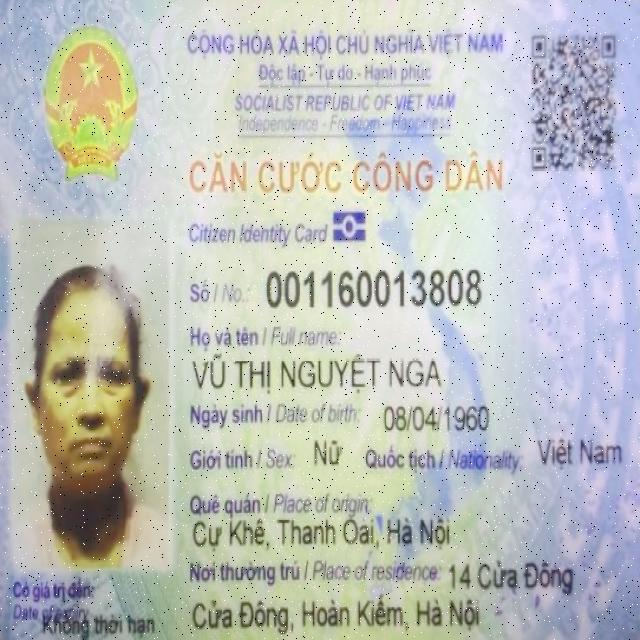 CỘNG HÒA XÃ HỘI CHỦ NGHĨA VIỆT NAM
Độc lập - Tự do - Hạnh phúc
SOCIALIST REPUBLIC OF VIET NAM
Independence - Freedom - Happiness
CĂN CƯỚC CÔNG DÂN
Citizen Identity Card
Số / No.: 001160013808
Họ và tên / Full name:
VŨ THỊ NGUYỆT NGA
Ngày sinh / Date of birth: 08/04/1960
Giới tính / Sex: Nữ Quốc tịch / Nationality: Việt Nam
Quê quán / Place of origin:
Cự Khê, Thanh Oai, Hà Nội
Nơi thường trú / Place of residence: 14 Cửa Đông
Cửa Đông, Hoàn Kiếm, Hà Nội
Có giá trị đến:
Date of expiry
Không thời hạn